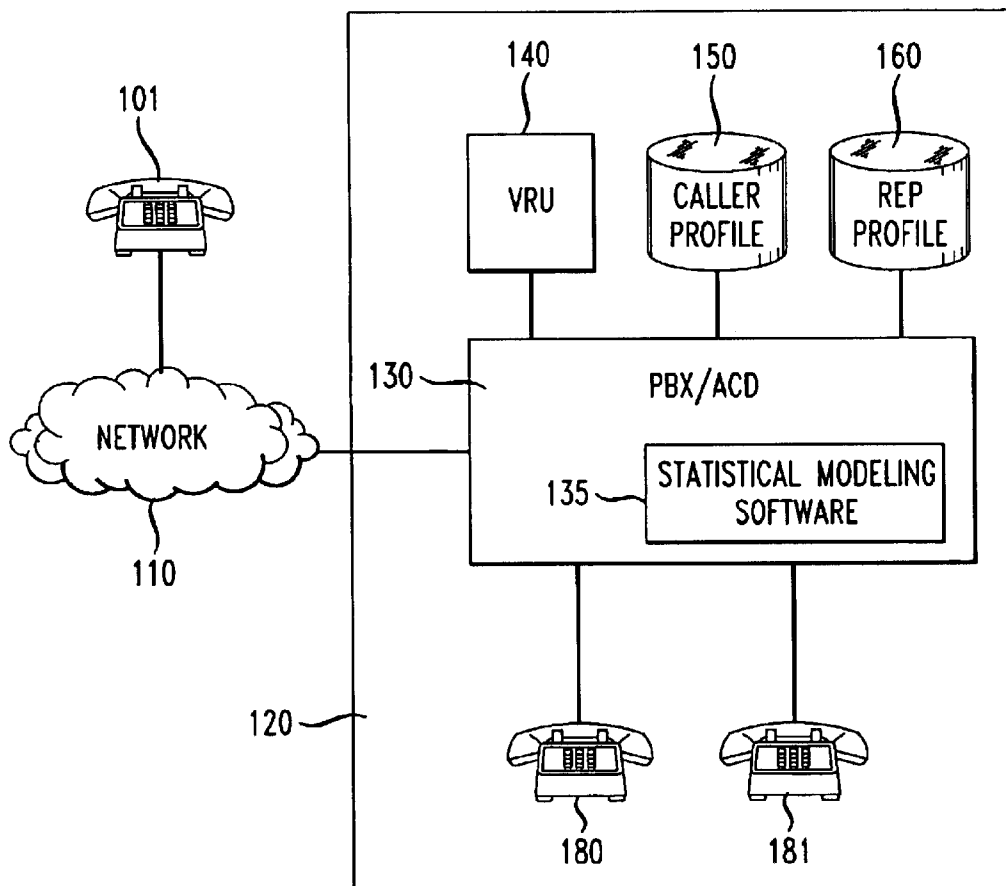 140
150
160
101
VRU
CALLER
PROFILE
REP
PROFILE
130
PBX/ACD
NETWORK
STATISTICAL MODELING
SOFTWARE
135
110
120
180
181